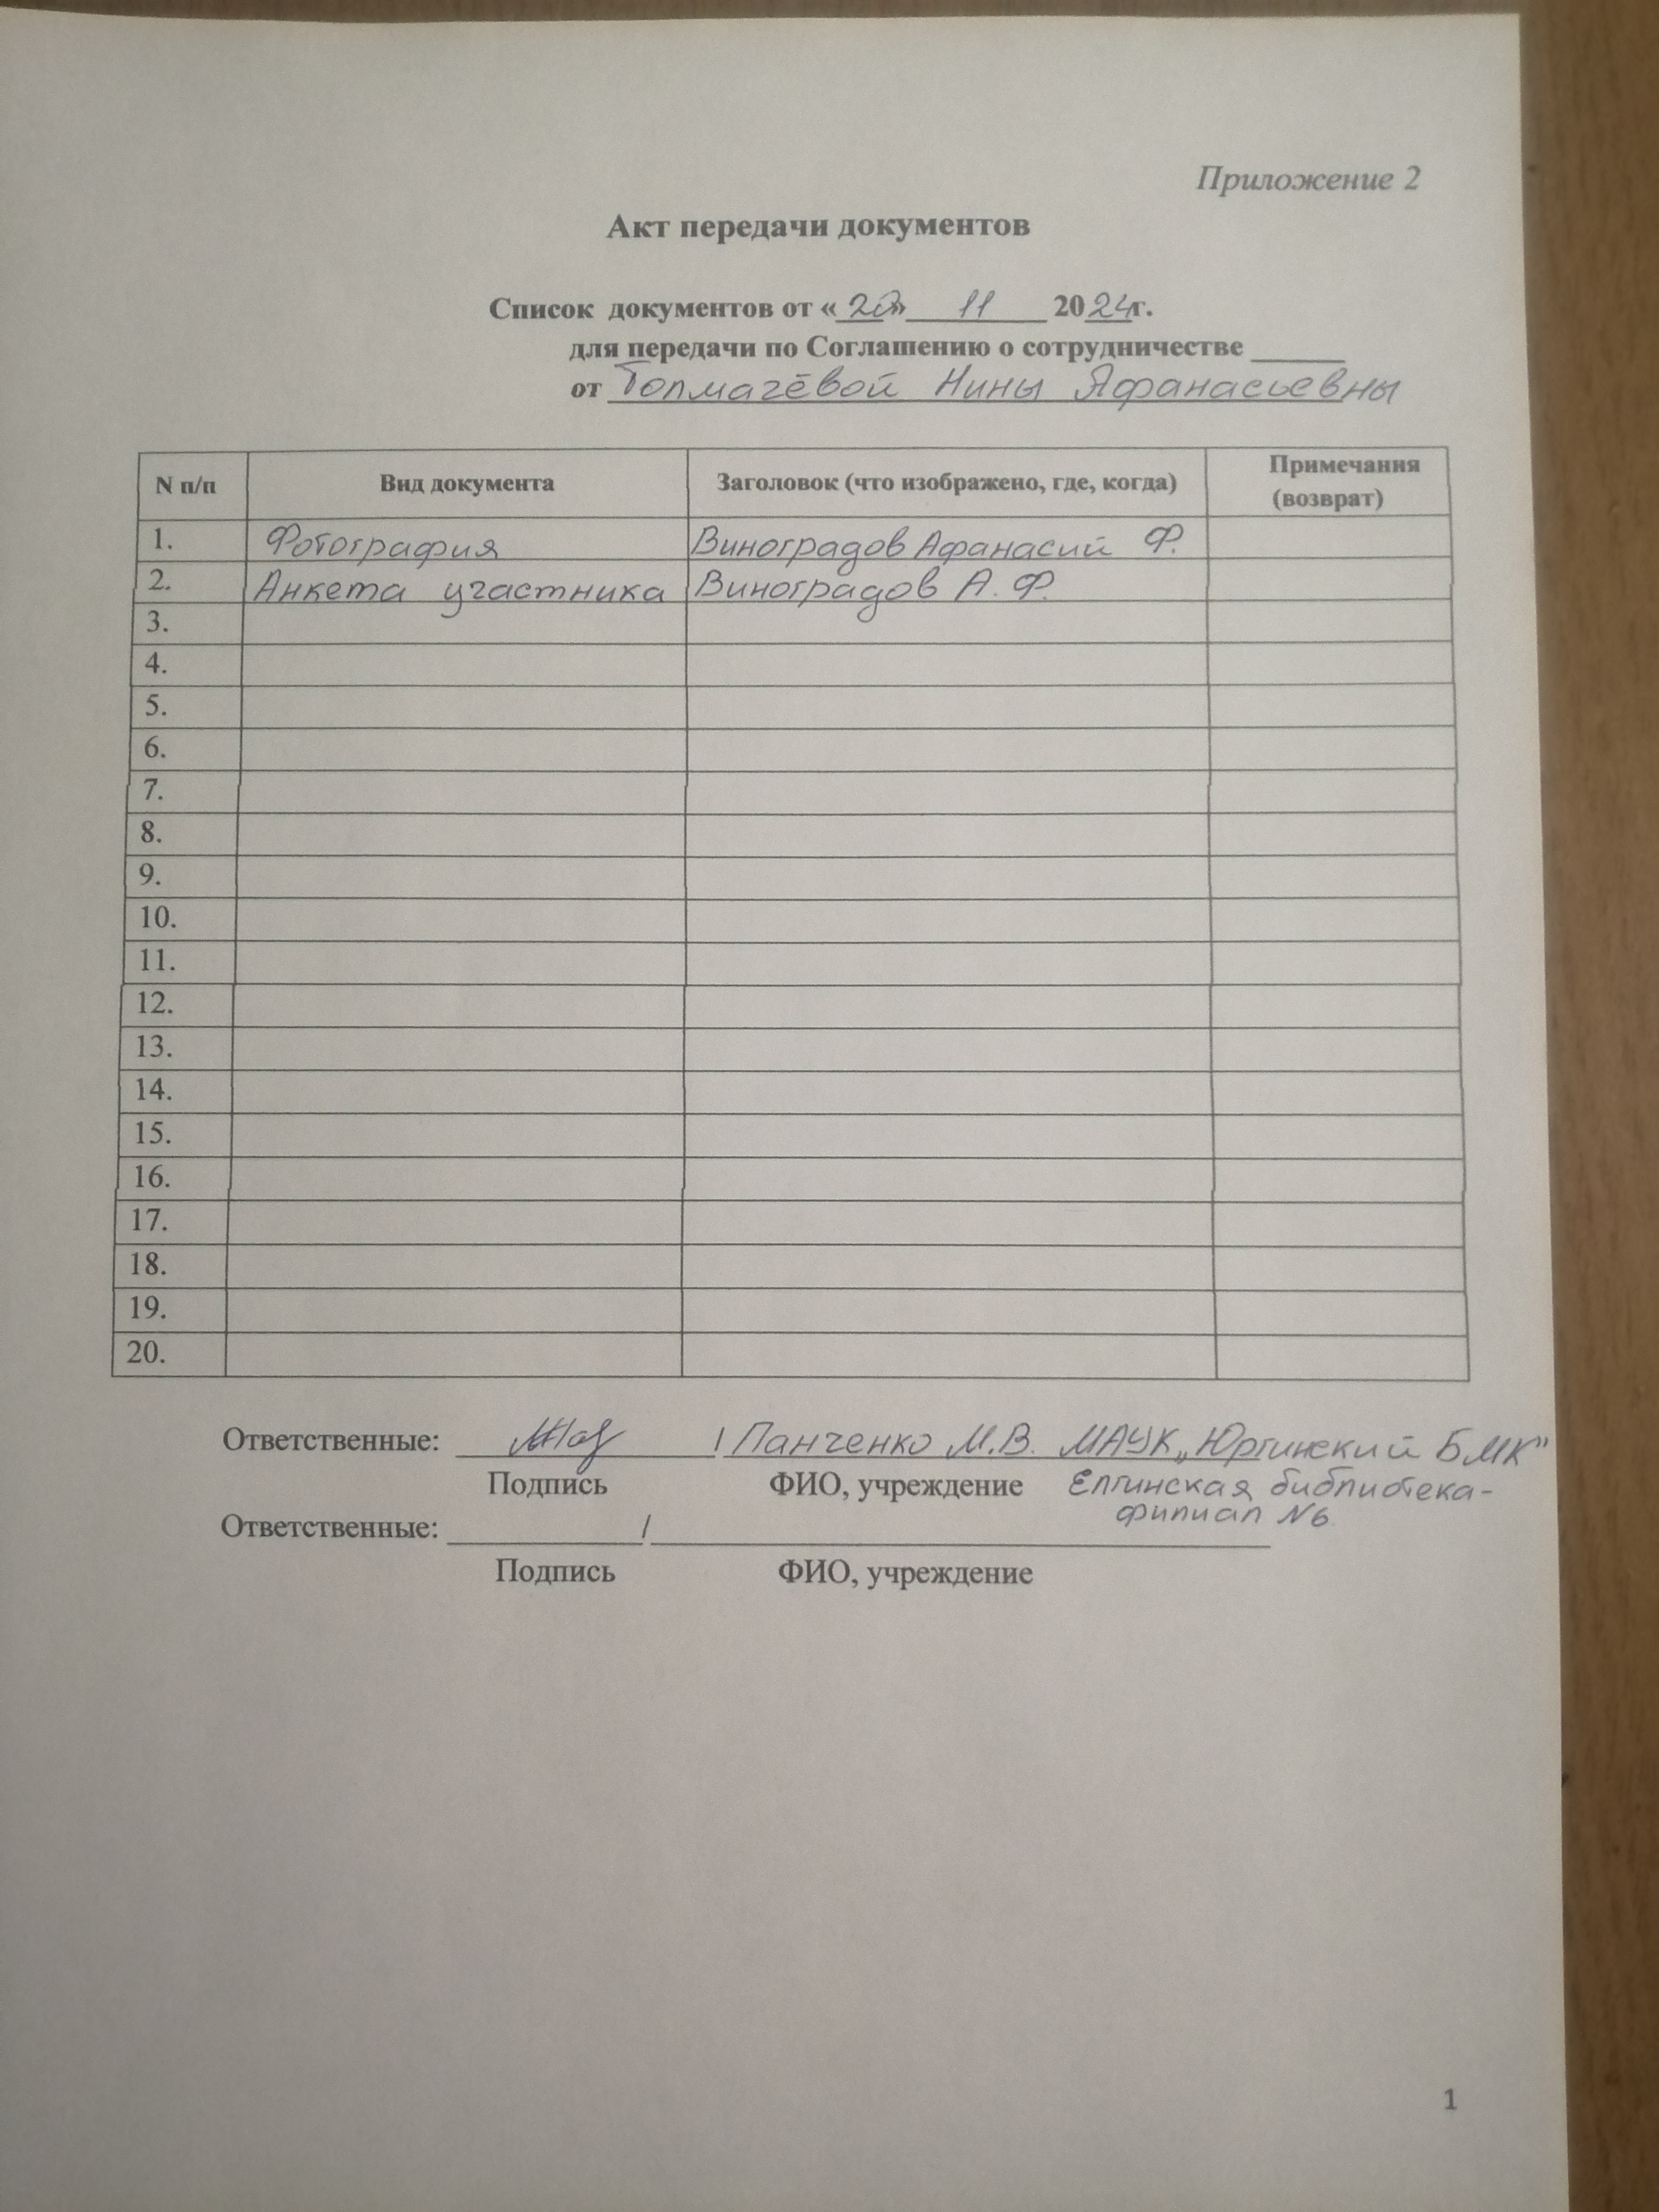 Приложение 2
Акт передачи документов
Список документов от «20» 11 2024г.
для передачи по Соглашению о сотрудничестве ______
от Толмачёвой Нины Афанасьевны
N п/п Вид документа Заголовок (что изображено, где, когда) Примечания (возврат)
1. Фотография Виноградов Афанасий Ф.
2. Анкета участника Виноградов А. Ф.
3.
4.
5.
6.
7.
8.
9.
10.
11.
12.
13.
14.
15.
16.
17.
18.
19.
20.
Ответственные: / Панченко М.В. МАУК „Юргинский БМК"
Подпись ФИО, учреждение Елгинская библиотека-
филиал №6
Ответственные: ____________/____________
Подпись ФИО, учреждение
1